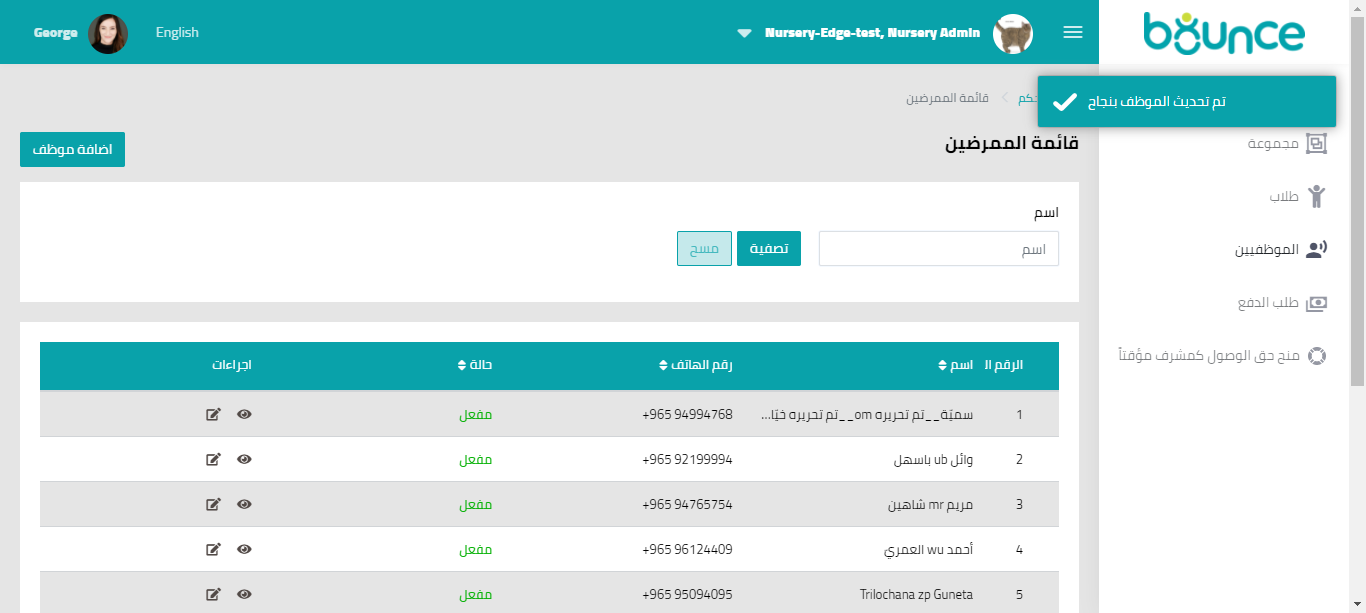 bounce
Nursery-Edge-test, Nursery Admin
English
George
تم تحديث الموظف بنجاح
قائمة الممرضين
قائمة الممرضين
اضافة موظف
مجموعة
طلاب
الموظفيين
طلب الدفع
منح حق الوصول كمشرف مؤقتاً
اسم
اسم
تصفية
مسح
الرقم ال اسم رقم الهاتف حالة اجراءات
1 سميّة__تم تحريره om__تم تحريره خيّا... +965 94994768 مفعل
2 وائل ub باسهل +965 92199994 مفعل
3 مريم mr شاهين +965 94765754 مفعل
4 أحمد wu العمري +965 96124409 مفعل
5 Trilochana zp Guneta +965 95094095 مفعل